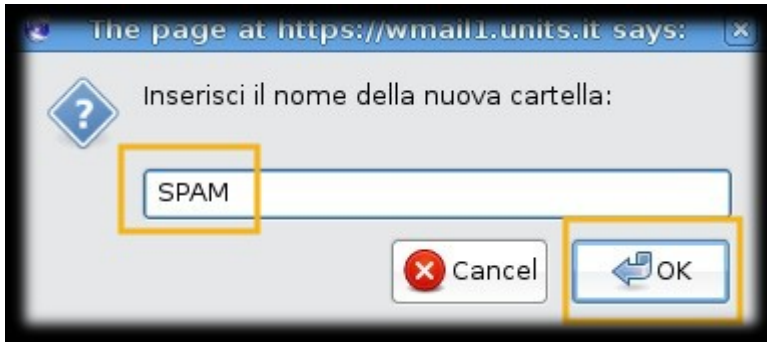 The page at https://wmail1.units.it says:
Inserisci il nome della nuova cartella:
SPAM
Cancel OK